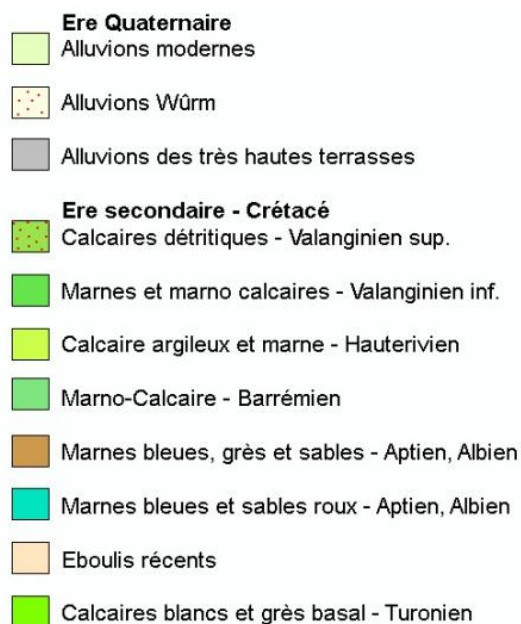 Ere Quaternaire
Alluvions modernes
Alluvions Wûrm
Alluvions des très hautes terrasses
Ere secondaire - Crétacé
Calcaires détritiques - Valanginien sup.
Marnes et marno calcaires - Valanginien inf.
Calcaire argileux et marne - Hauterivien
Marno-Calcaire - Barrémien
Marnes bleues, grès et sables - Aptien, Albien
Marnes bleues et sables roux - Aptien, Albien
Eboulis récents
Calcaires blancs et grès basal - Turonien